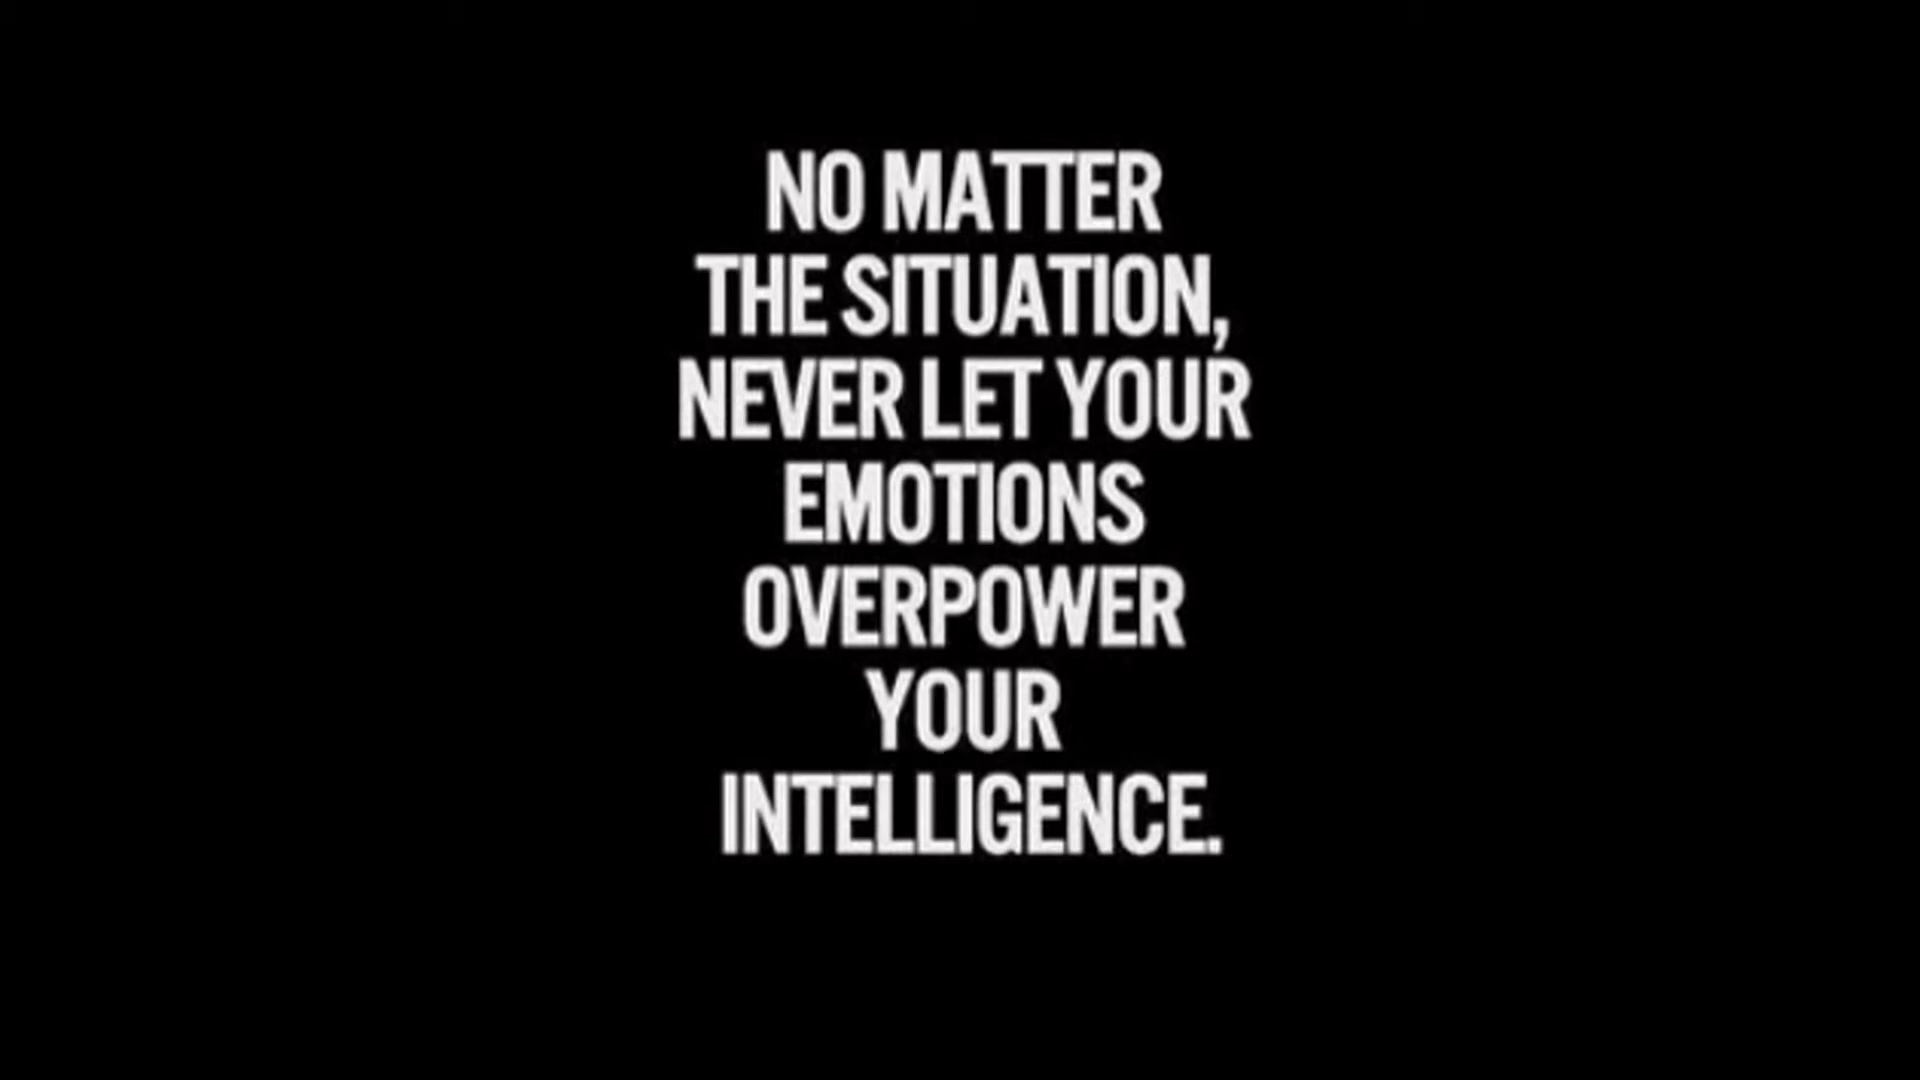 NO MATTER
THE SITUATION,
NEVER LET YOUR
EMOTIONS
OVERPOWER
YOUR
INTELLIGENCE.